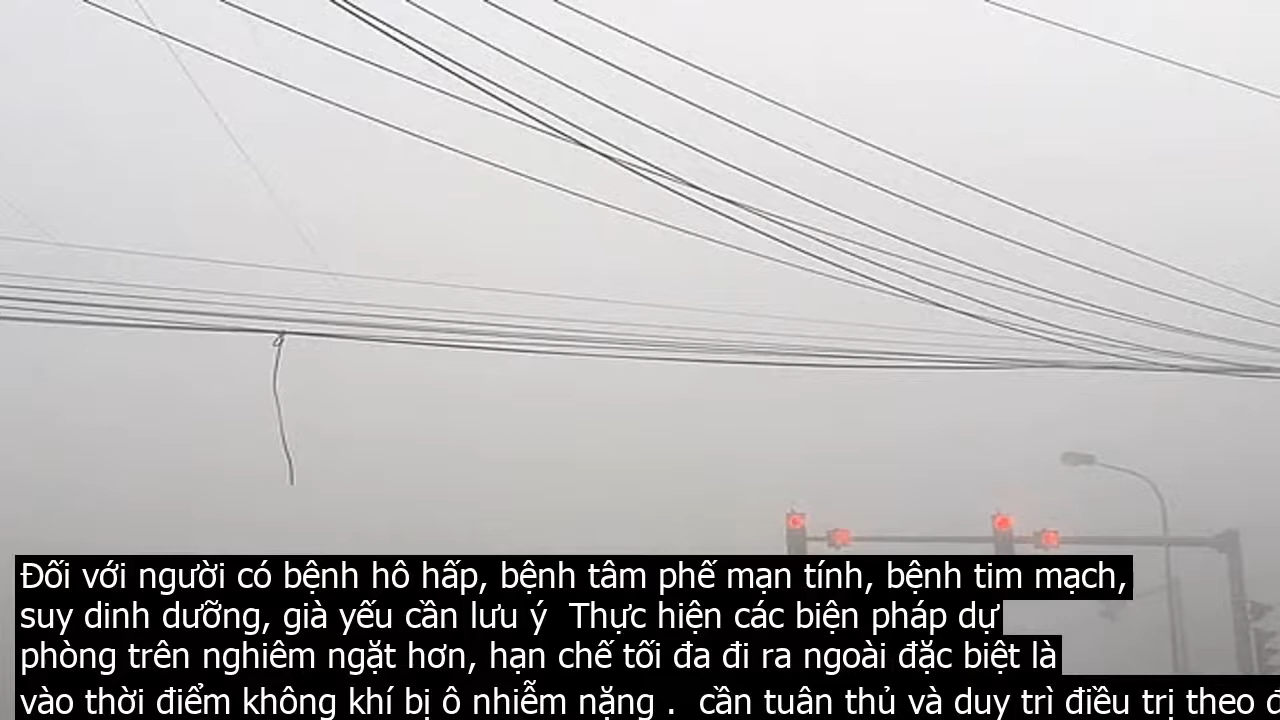 Đối với người có bệnh hô hấp, bệnh tâm phế mạn tính, bệnh tim mạch,
suy dinh dưỡng, già yếu cần lưu ý  Thực hiện các biện pháp dự
phòng trên nghiêm ngặt hơn, hạn chế tối đa đi ra ngoài đặc biệt là
vào thời điểm không khí bị ô nhiễm nặng .  cần tuân thủ và duy trì điều trị theo